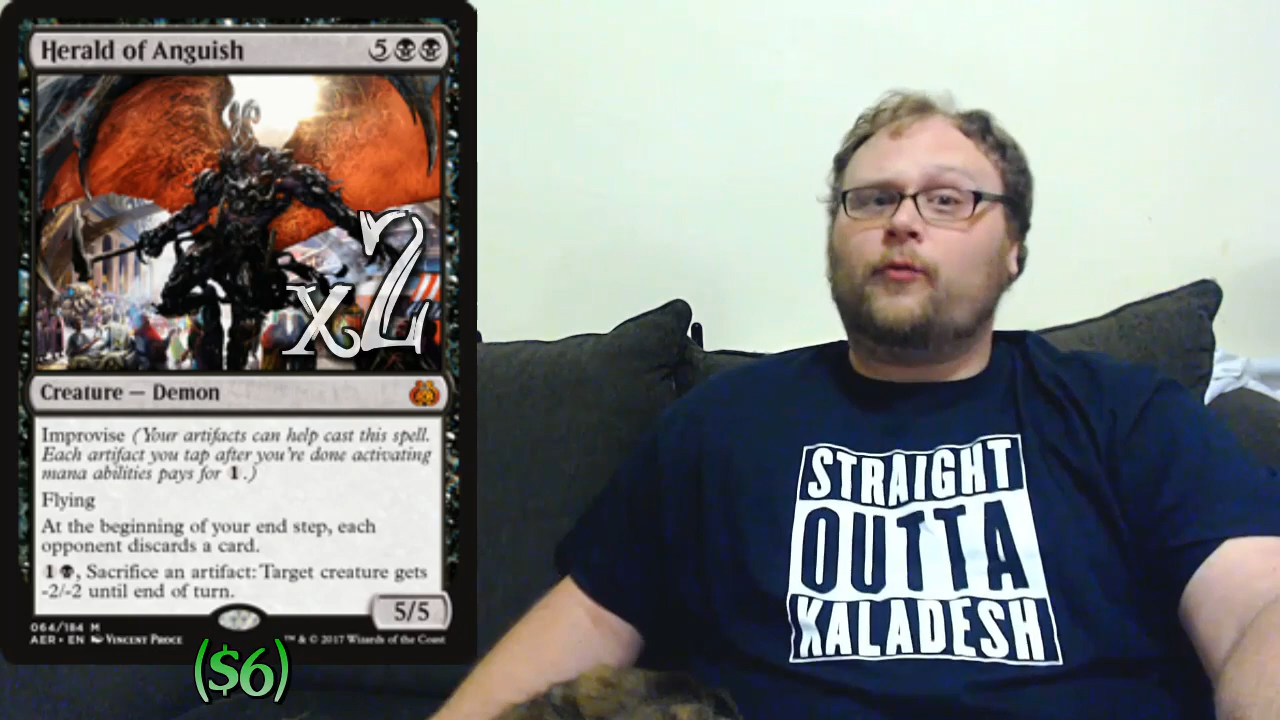 Herald of Anguish 5
x2
Creature — Demon
Improvise (Your artifacts can help cast this spell.
Each artifact you tap after you're done activating
mana abilities pays for 1.)
Flying
At the beginning of your end step, each
opponent discards a card.
1, Sacrifice an artifact: Target creature gets
-2/-2 until end of turn.
5/5
064/184 M
AER • EN Vincent Proce ™ & © 2017 Wizards of the Coast
($6)
STRAIGHT
OUTTA
KALADESH